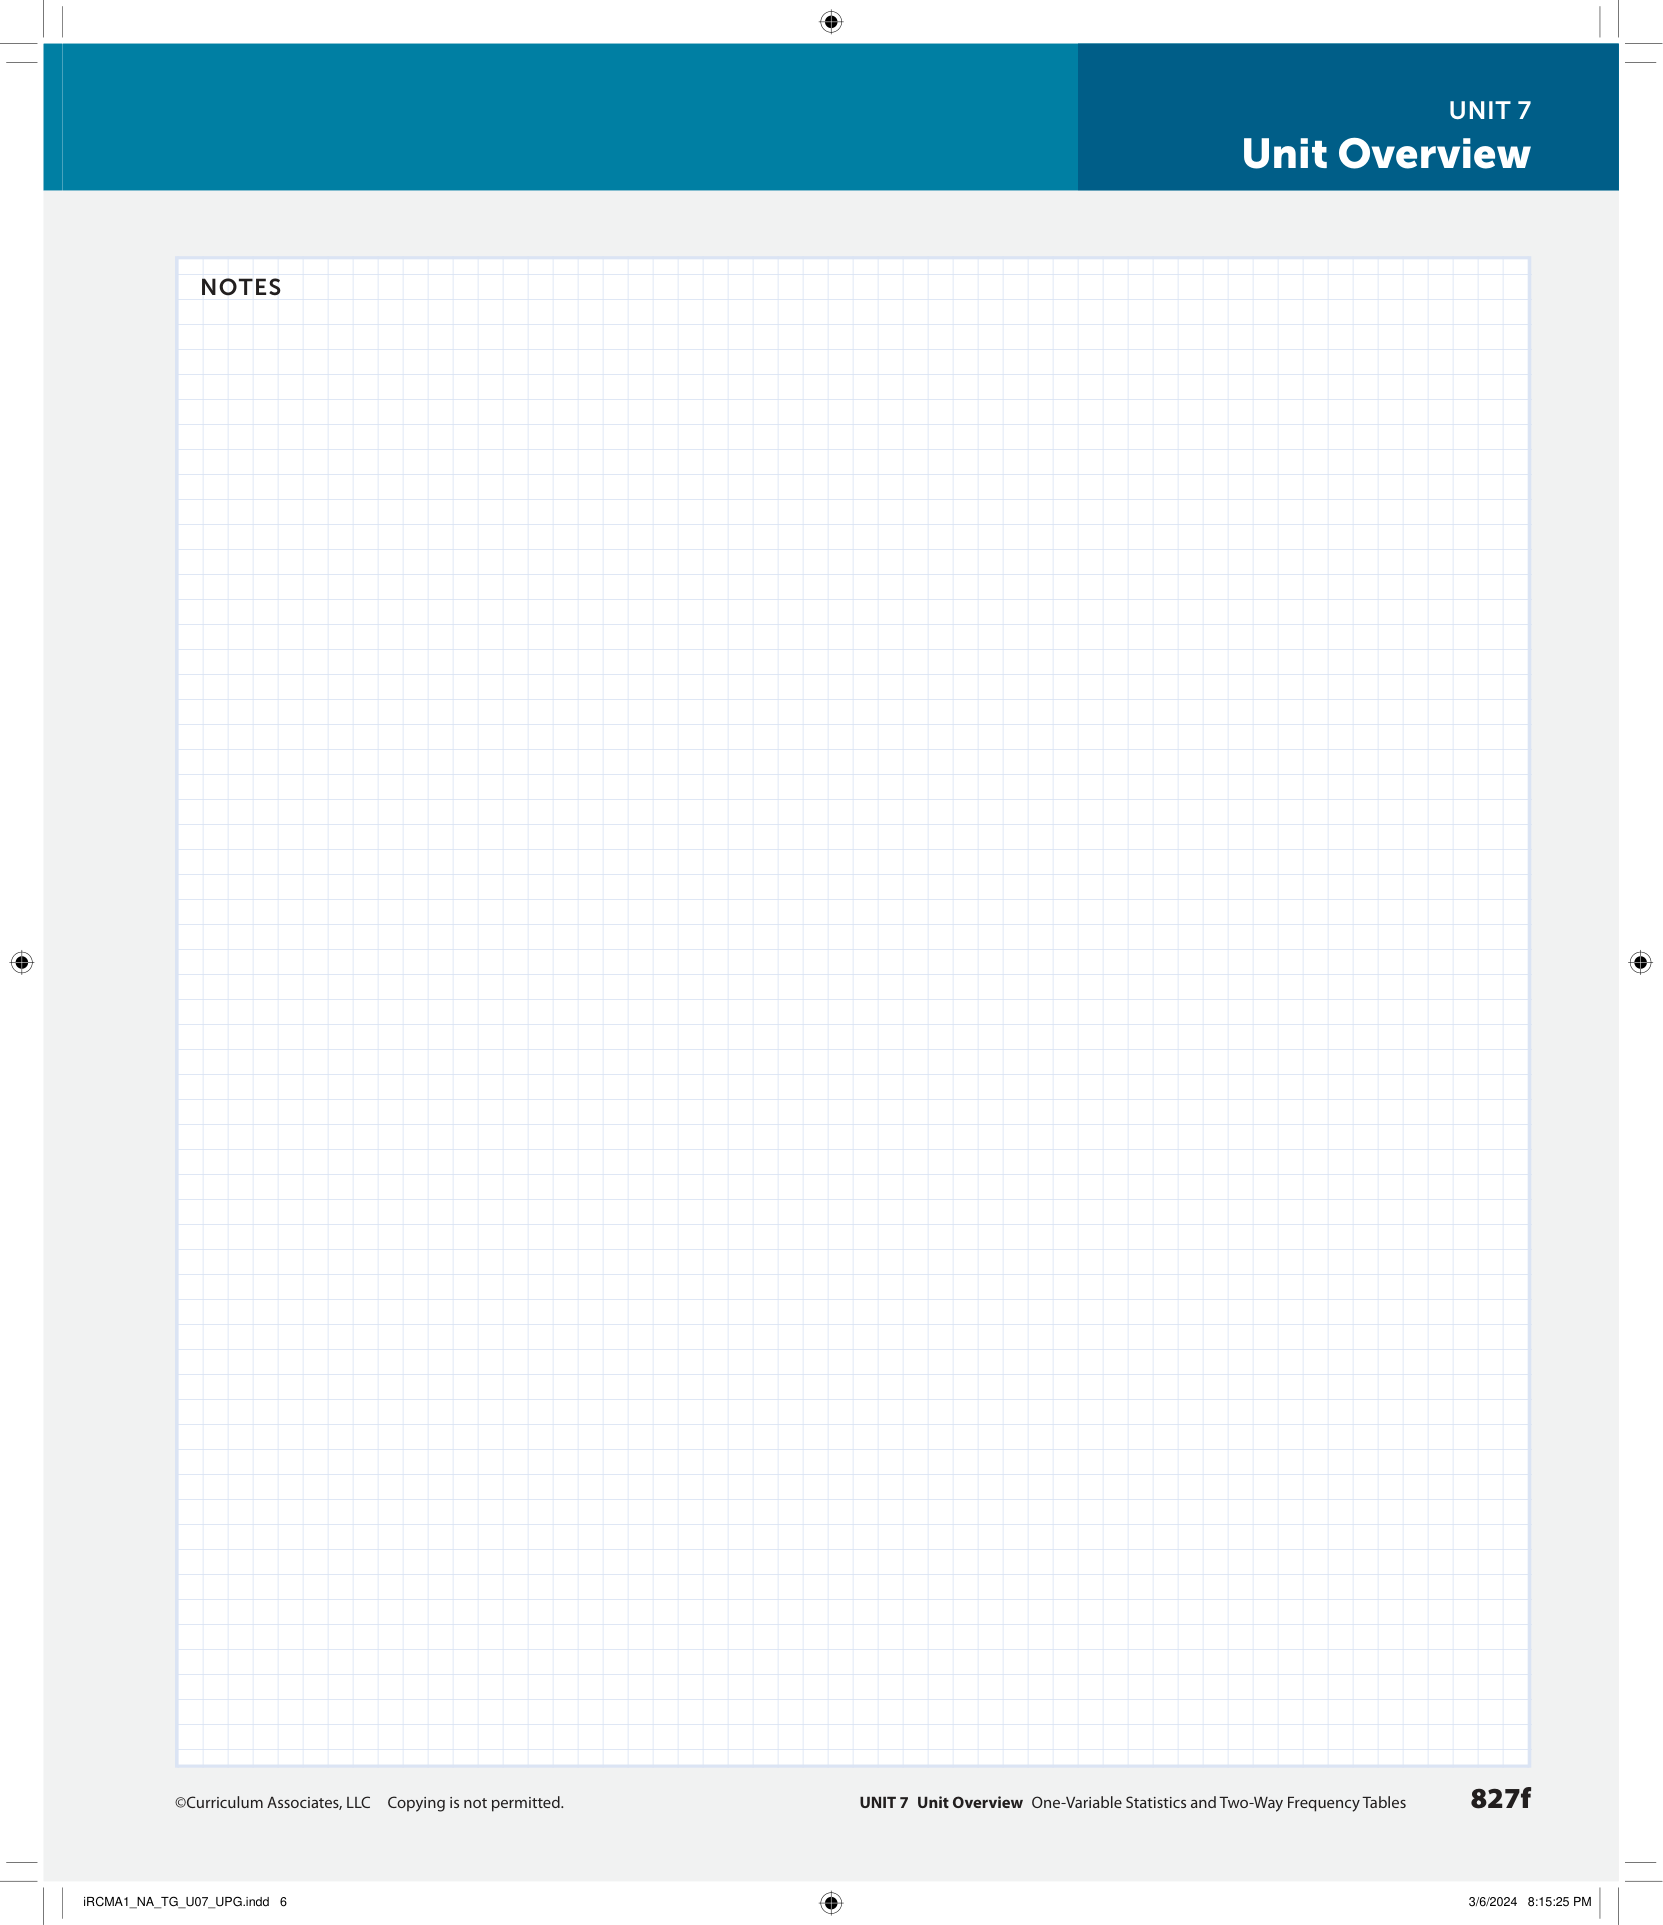 UNIT 7
Unit Overview
NOTES
©Curriculum Associates, LLC Copying is not permitted.
UNIT 7 Unit Overview One-Variable Statistics and Two-Way Frequency Tables 827f
iRCMA1_NA_TG_U07_UPG.indd 6
3/6/2024 8:15:25 PM